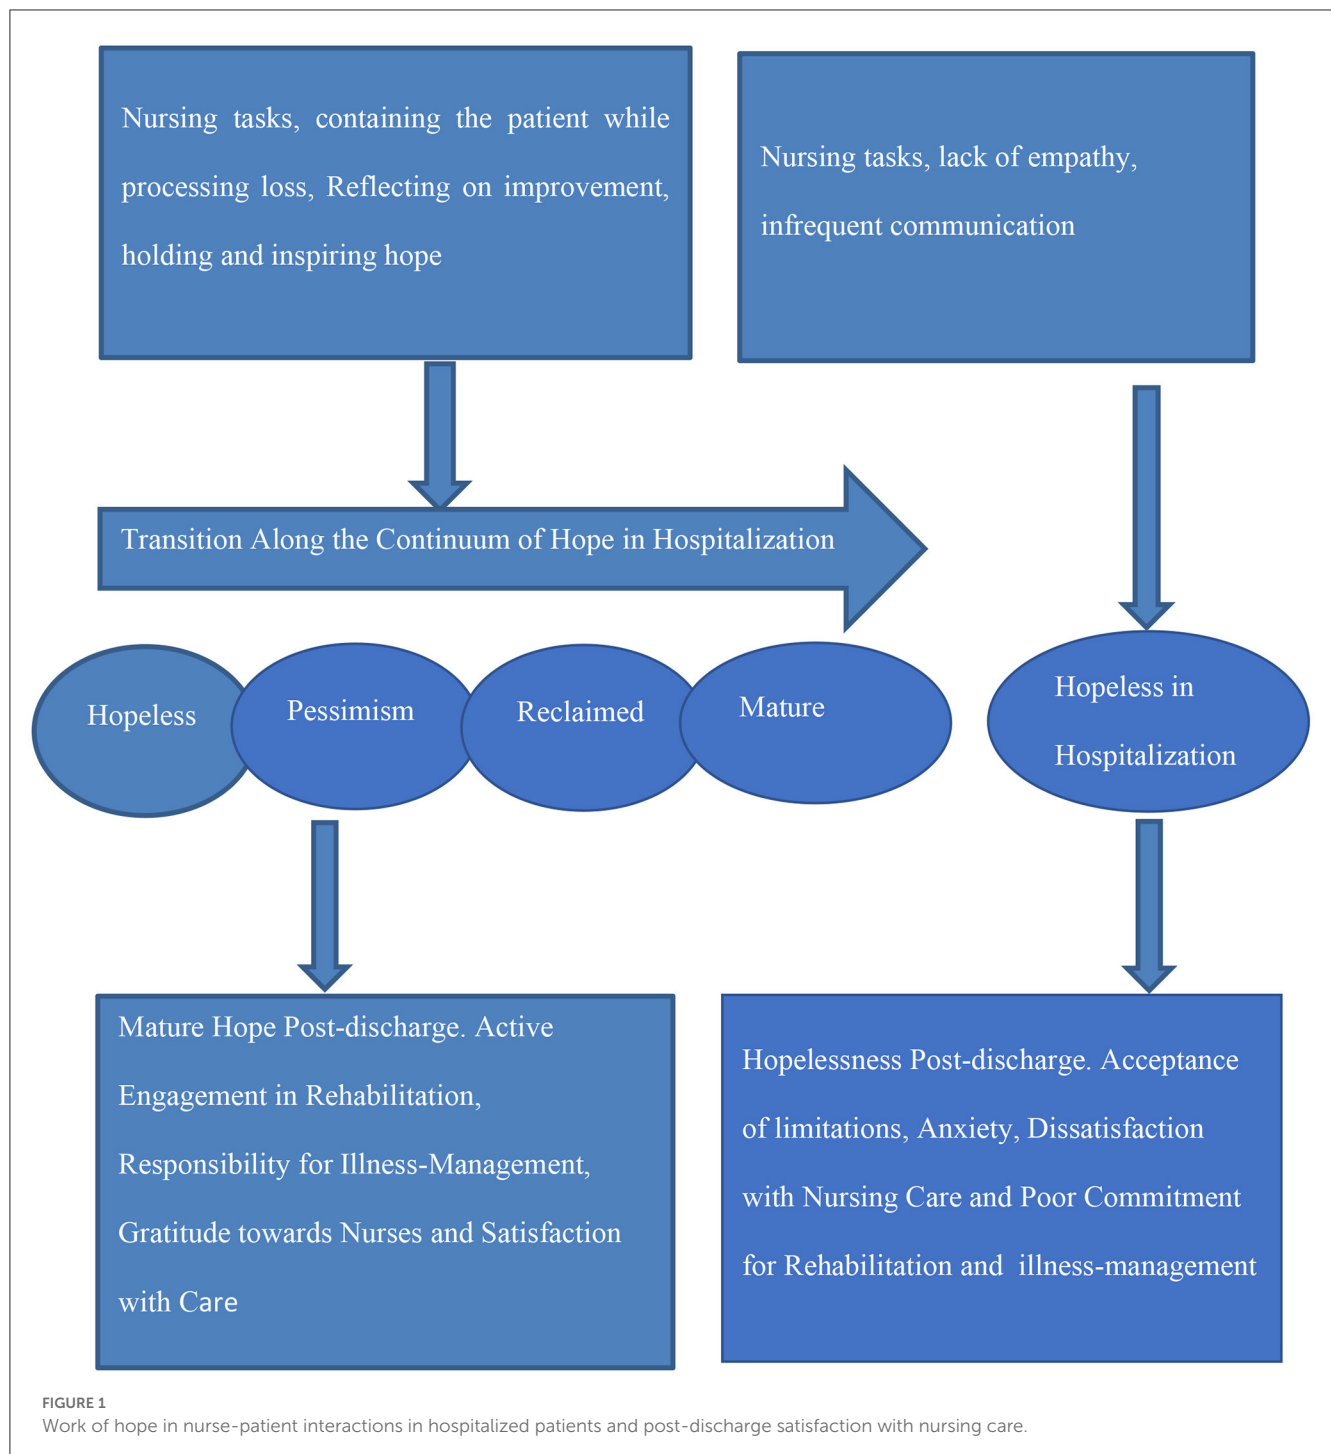 Nursing tasks, containing the patient while
processing loss, Reflecting on improvement,
holding and inspiring hope
Nursing tasks, lack of empathy,
infrequent communication
Transition Along the Continuum of Hope in Hospitalization
Hopeless
Pessimism
Reclaimed
Mature
Hopeless in
Hospitalization
Mature Hope Post-discharge. Active
Engagement in Rehabilitation,
Responsibility for Illness-Management,
Gratitude towards Nurses and Satisfaction
with Care
Hopelessness Post-discharge. Acceptance
of limitations, Anxiety, Dissatisfaction
with Nursing Care and Poor Commitment
for Rehabilitation and illness-management
FIGURE 1
Work of hope in nurse-patient interactions in hospitalized patients and post-discharge satisfaction with nursing care.